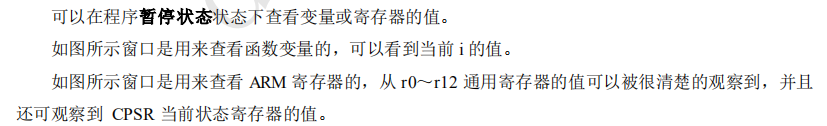 可以在程序暂停状态状态下查看变量或寄存器的值。
如图所示窗口是用来查看函数变量的，可以看到当前 i 的值。
如图所示窗口是用来查看 ARM 寄存器的，从 r0～r12 通用寄存器的值可以被很清楚的观察到，并且
还可观察到 CPSR 当前状态寄存器的值。